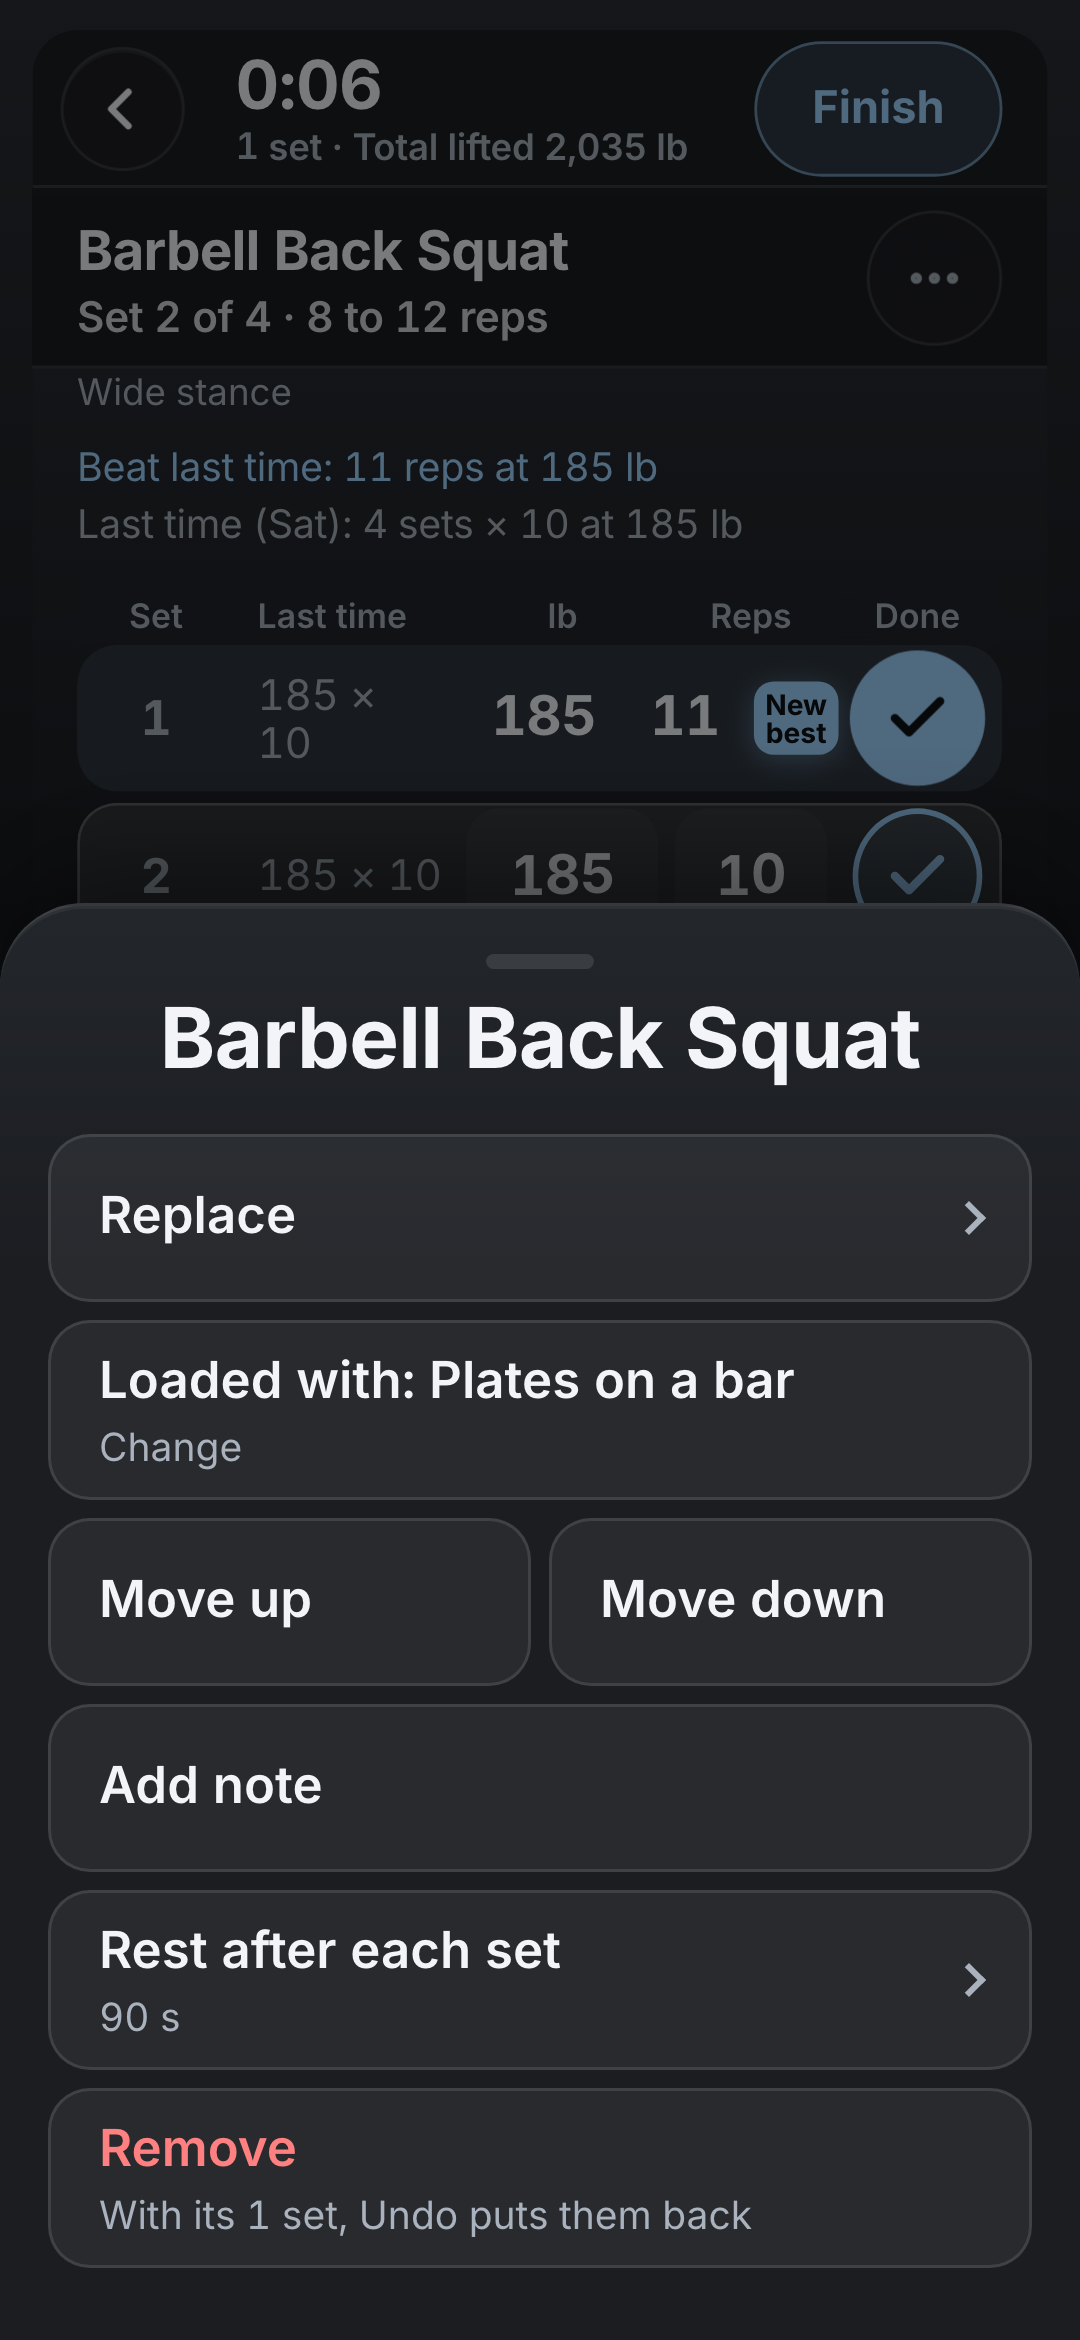 0:06
1 set · Total lifted 2,035 lb
Finish
Barbell Back Squat
Set 2 of 4 · 8 to 12 reps
Wide stance
Beat last time: 11 reps at 185 lb
Last time (Sat): 4 sets × 10 at 185 lb
Set Last time lb Reps Done
1 185 × 10 185 11 New best
2 185 × 10 185 10
Barbell Back Squat
Replace
Loaded with: Plates on a bar
Change
Move up Move down
Add note
Rest after each set
90 s
Remove
With its 1 set, Undo puts them back